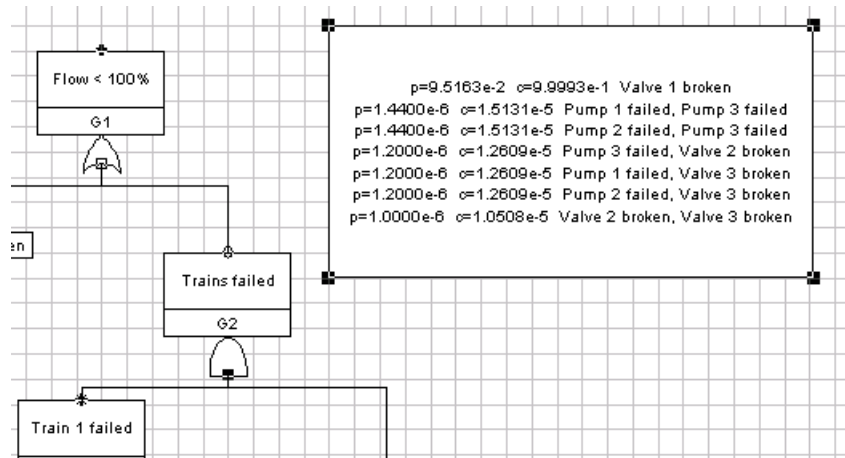 Flow < 100%
G1
p=9.5163e-2 c=9.9993e-1 Valve 1 broken
p=1.4400e-6 c=1.5131e-5 Pump 1 failed, Pump 3 failed
p=1.4400e-6 c=1.5131e-5 Pump 2 failed, Pump 3 failed
p=1.2000e-6 c=1.2609e-5 Pump 3 failed, Valve 2 broken
p=1.2000e-6 c=1.2609e-5 Pump 1 failed, Valve 3 broken
p=1.2000e-6 c=1.2609e-5 Pump 2 failed, Valve 3 broken
p=1.0000e-6 c=1.0508e-5 Valve 2 broken, Valve 3 broken
en
Trains failed
G2
Train 1 failed